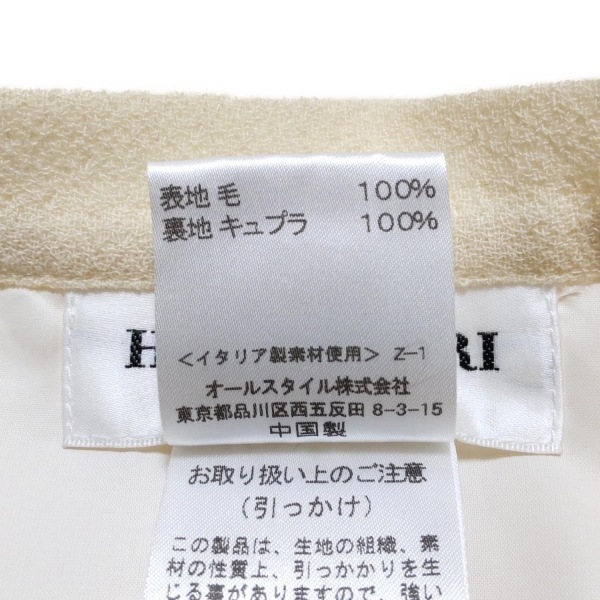 表地 毛 100%
裏地 キュプラ 100%
H RI
＜イタリア製素材使用＞ Z-1
オールスタイル株式会社
東京都品川区西五反田 8-3-15
中国製
お取り扱い上のご注意
(引っかけ)
この製品は、生地の組織、素
材の性質上、引っかかりを生
じる事がありますので、強い